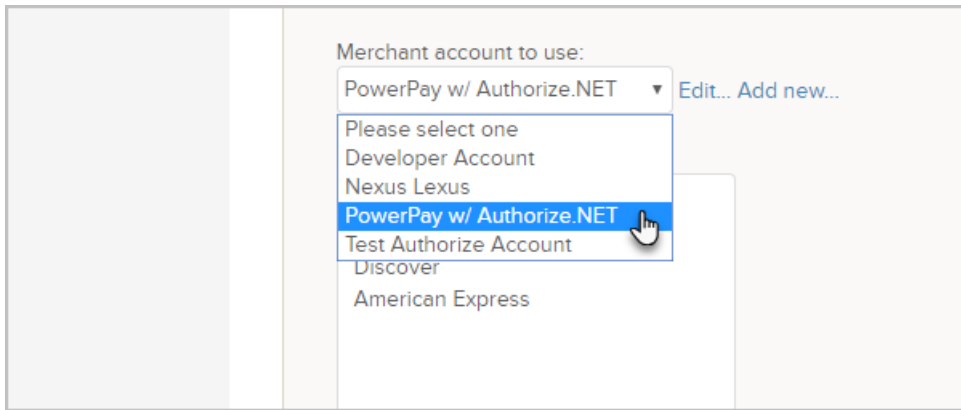 Merchant account to use:
PowerPay w/ Authorize.NET Edit... Add new...
Please select one
Developer Account
Nexus Lexus
PowerPay w/ Authorize.NET
Test Authorize Account
Discover
American Express